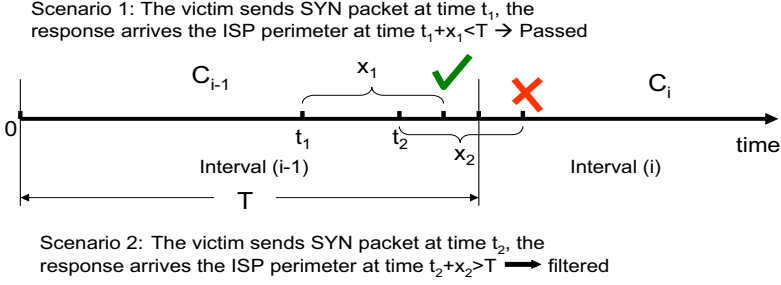 Scenario 1: The victim sends SYN packet at time t₁, the
response arrives the ISP perimeter at time t₁+x₁<T → Passed
x₁
Cᵢ₋₁
Cᵢ
0
t₁
t₂
x₂
time
Interval (i-1)
Interval (i)
T
Scenario 2: The victim sends SYN packet at time t₂, the
response arrives the ISP perimeter at time t₂+x₂>T → filtered